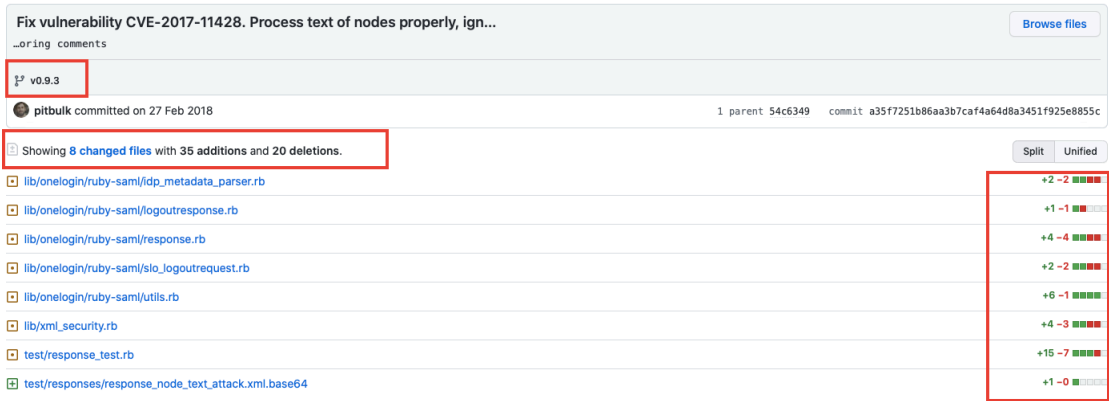 Fix vulnerability CVE-2017-11428. Process text of nodes properly, ign...
Browse files
…oring comments
v0.9.3
pitbulk committed on 27 Feb 2018
1 parent 54c6349 commit a35f7251b86aa3b7caf4a64d8a3451f925e8855c
Showing 8 changed files with 35 additions and 20 deletions.
Split Unified
lib/onelogin/ruby-saml/idp_metadata_parser.rb +2 −2
lib/onelogin/ruby-saml/logoutresponse.rb +1 −1
lib/onelogin/ruby-saml/response.rb +4 −4
lib/onelogin/ruby-saml/slo_logoutrequest.rb +2 −2
lib/onelogin/ruby-saml/utils.rb +6 −1
lib/xml_security.rb +4 −3
test/response_test.rb +15 −7
test/responses/response_node_text_attack.xml.base64 +1 −0